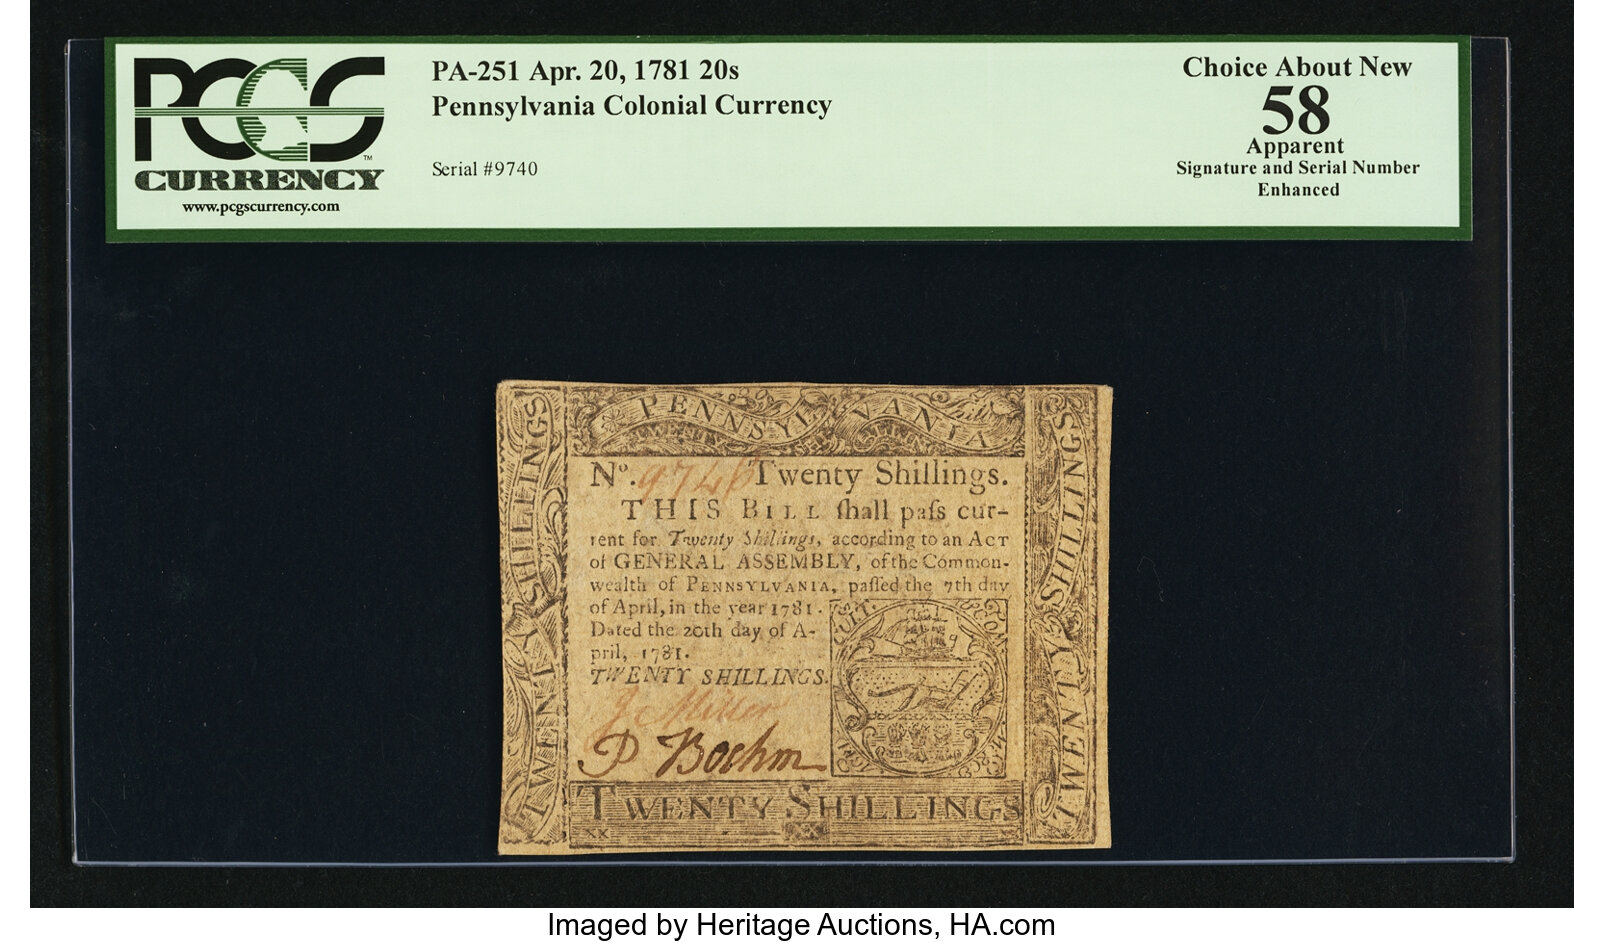 PCGS
CURRENCY
™
www.pcgscurrency.com
PA-251 Apr. 20, 1781 20s
Pennsylvania Colonial Currency
Serial #9740
Choice About New
58
Apparent
Signature and Serial Number
Enhanced
PENNSYLVANIA
TWENTY SHILLINGS
Nº. 9740 Twenty Shillings.
THIS BILL ſhall paſs cur-
rent for Twenty Shillings, according to an ACT
of GENERAL ASSEMBLY, of the Common-
wealth of PENNSYLVANIA, paſſed the 7th day
of April, in the year 1781.
Dated the 20th day of A-
pril, 1781.
TWENTY SHILLINGS.
J. Miller
P Boehm
TWENTY SHILLINGS
XX XX
TWENTY SHILLINGS
Imaged by Heritage Auctions, HA.com